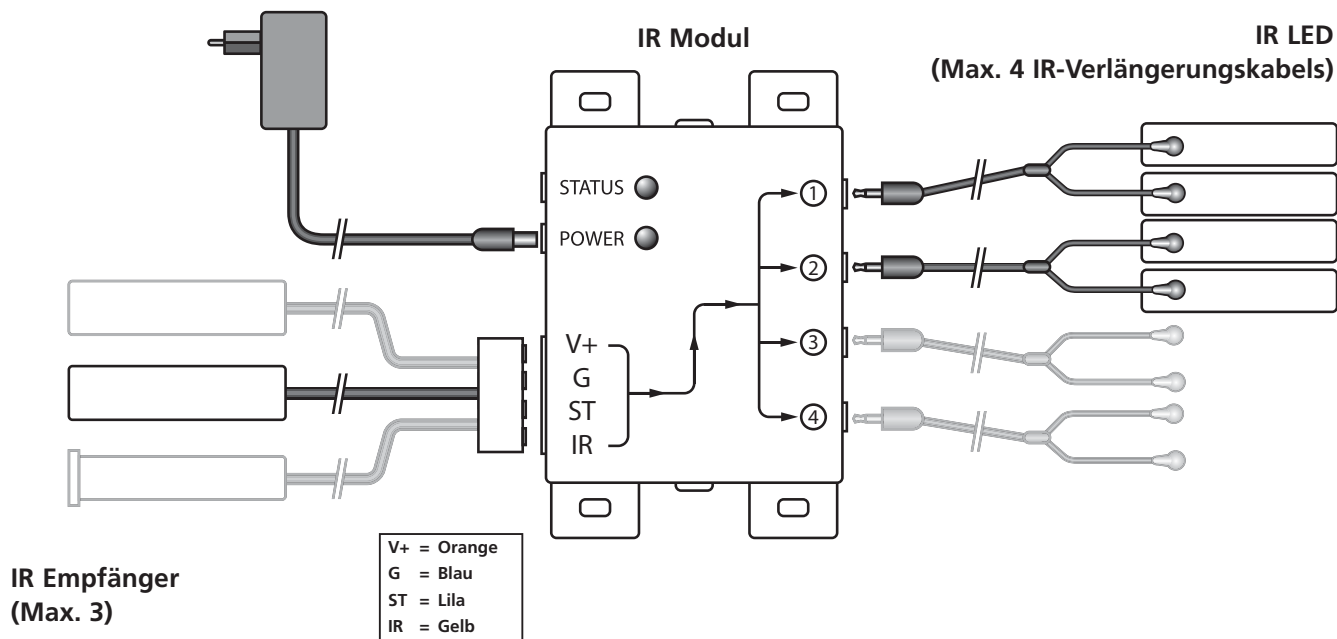 IR Modul
IR LED
(Max. 4 IR-Verlängerungskabels)
STATUS
POWER
1
2
3
4
V+
G
ST
IR
IR Empfänger
(Max. 3)
V+ = Orange
G = Blau
ST = Lila
IR = Gelb